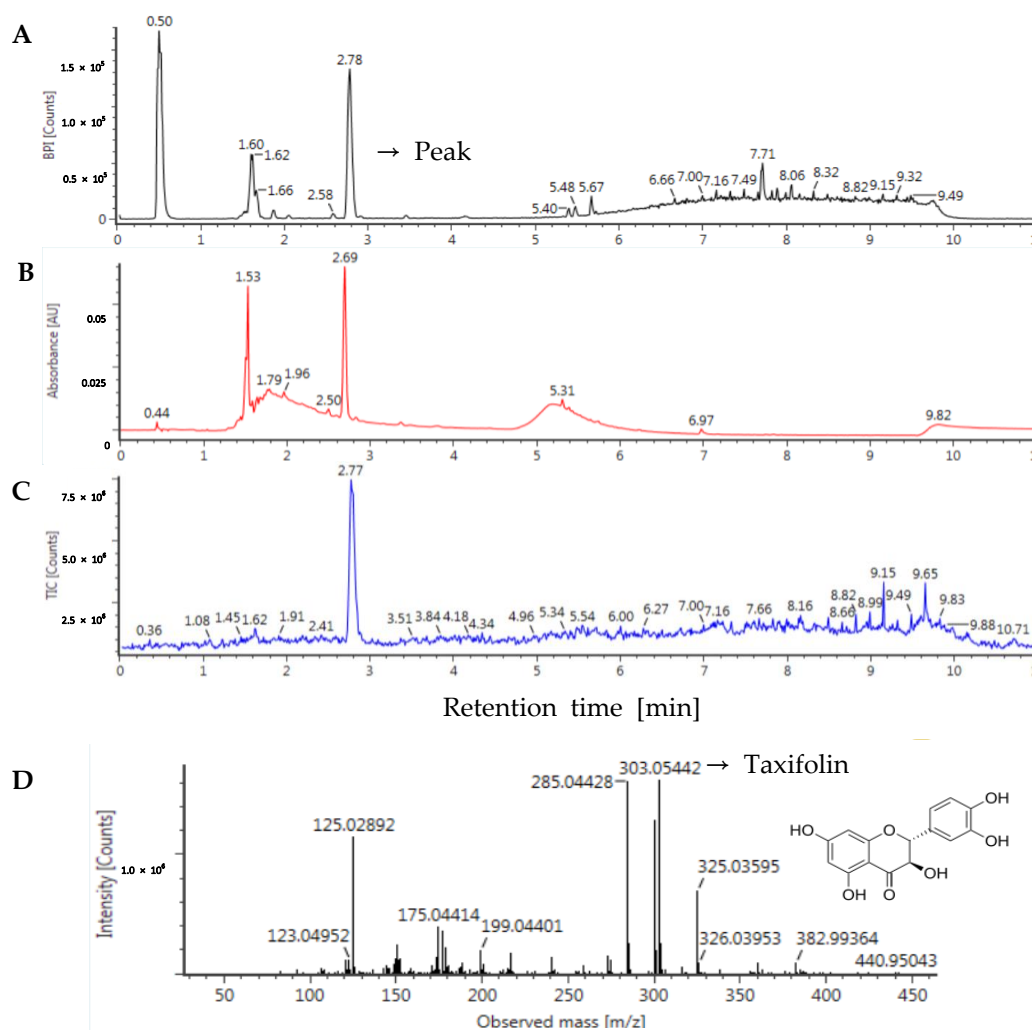 A
BPI [Counts]
1.5 × 10⁵
1.0 × 10⁵
0.5 × 10⁵
0
0.50
1.60
1.62
1.66
2.58
2.78
→ Peak
5.40
5.48
5.67
6.66
7.00
7.16
7.49
7.71
8.06
8.32
8.82
9.15
9.32
9.49
0 1 2 3 4 5 6 7 8 9 10
B
Absorbance [AU]
0.05
0.025
0
0.44
1.53
1.79
1.96
2.50
2.69
5.31
6.97
9.82
0 1 2 3 4 5 6 7 8 9 10
C
TIC [Counts]
7.5 × 10⁶
5.0 × 10⁶
2.5 × 10⁶
0.36
1.08
1.45
1.62
1.91
2.41
2.77
3.51
3.84
4.18
4.34
4.96
5.34
5.54
6.00
6.27
7.00
7.16
7.66
8.16
8.66
8.82
8.99
9.15
9.49
9.65
9.83
9.88
10.71
0 1 2 3 4 5 6 7 8 9 10
Retention time [min]
D
Intensity [Counts]
1.0 × 10⁶
123.04952
125.02892
175.04414
199.04401
285.04428
303.05442 → Taxifolin
325.03595
326.03953
382.99364
440.95043
HO
O
OH
OH
OH
OH
O
50 100 150 200 250 300 350 400 450
Observed mass [m/z]